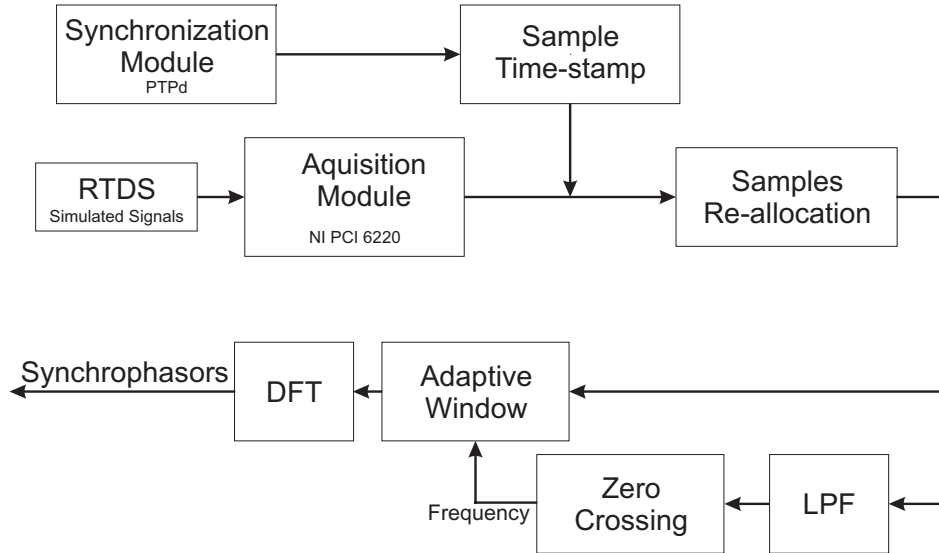 Synchronization
Module
PTPd
Sample
Time-stamp
RTDS
Simulated Signals
Aquisition
Module
NI PCI 6220
Samples
Re-allocation
Synchrophasors
DFT
Adaptive
Window
Frequency
Zero
Crossing
LPF